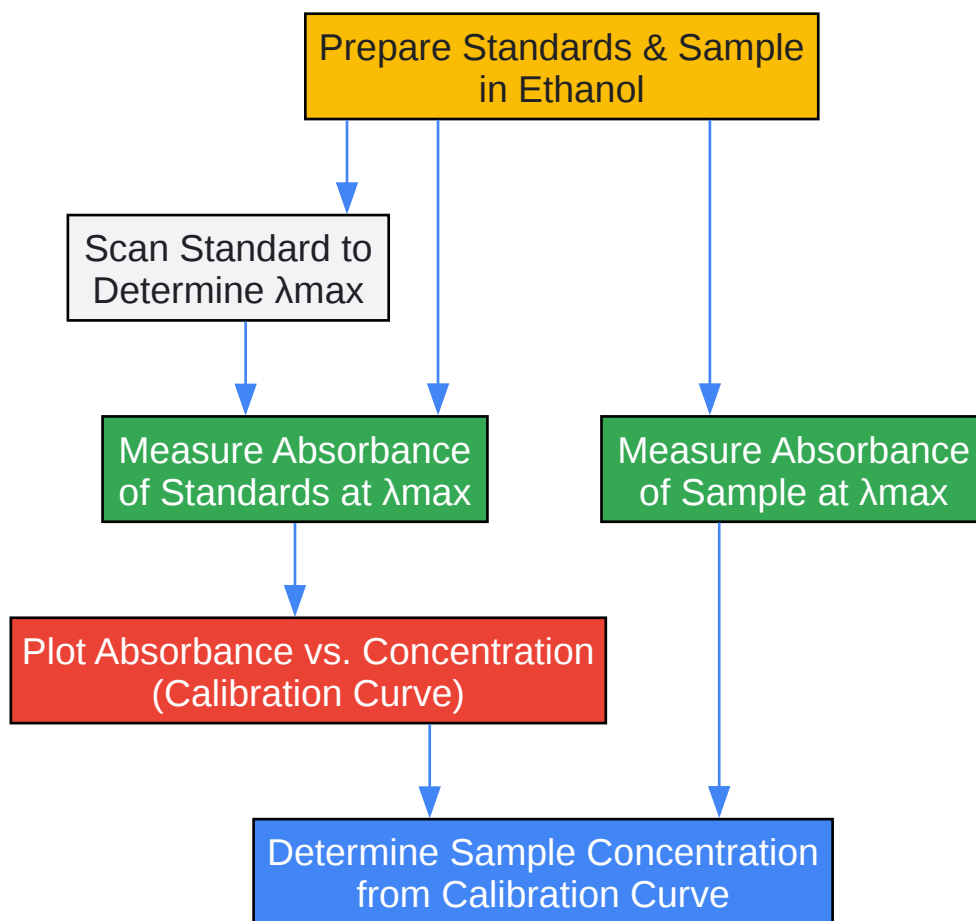 Prepare Standards & Sample
in Ethanol
Scan Standard to
Determine λmax
Measure Absorbance
of Standards at λmax
Measure Absorbance
of Sample at λmax
Plot Absorbance vs. Concentration
(Calibration Curve)
Determine Sample Concentration
from Calibration Curve